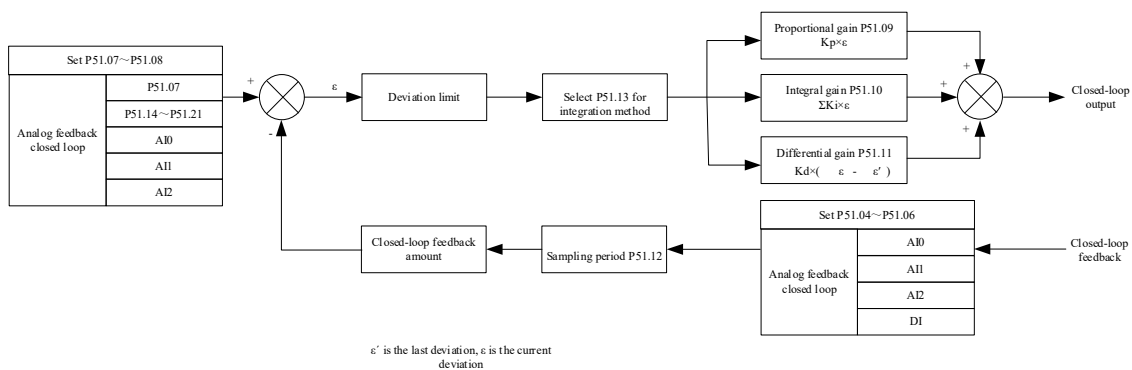 Set P51.07～P51.08
Analog feedback
closed loop
P51.07
P51.14～P51.21
AI0
AI1
AI2
+
-
ε
Deviation limit
Select P51.13 for
integration method
Proportional gain P51.09
Kp×ε
Integral gain P51.10
ΣKi×ε
Differential gain P51.11
Kd×( ε - ε′ )
+
+
+
Closed-loop
output
Set P51.04～P51.06
Analog feedback
closed loop
AI0
AI1
AI2
DI
Closed-loop
feedback
Sampling period P51.12
Closed-loop feedback
amount
ε′ is the last deviation, ε is the current
deviation